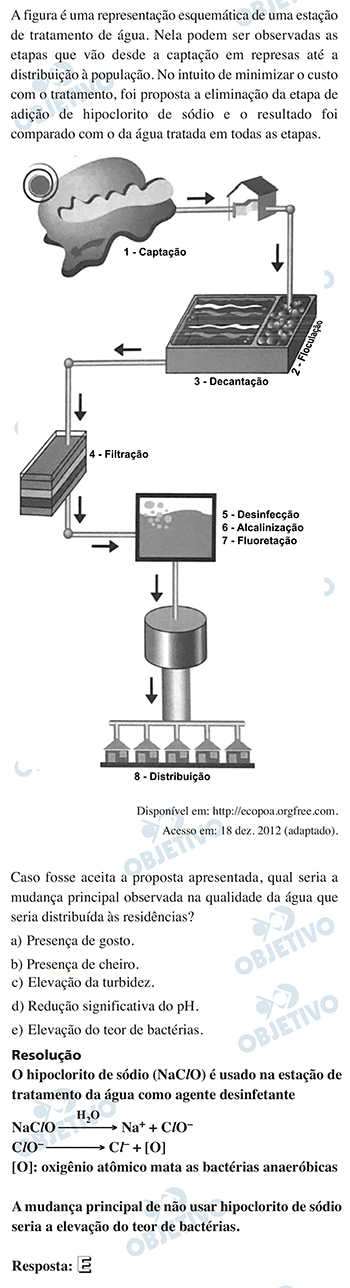 A figura é uma representação esquemática de uma estação
de tratamento de água. Nela podem ser observadas as
etapas que vão desde a captação em represas até a
distribuição à população. No intuito de minimizar o custo
com o tratamento, foi proposta a eliminação da etapa de
adição de hipoclorito de sódio e o resultado foi
comparado com o da água tratada em todas as etapas.
1 - Captação
2 - Floculação
3 - Decantação
4 - Filtração
5 - Desinfecção
6 - Alcalinização
7 - Fluoretação
8 - Distribuição
Disponível em: http://ecopoa.orgfree.com.
Acesso em: 18 dez. 2012 (adaptado).
Caso fosse aceita a proposta apresentada, qual seria a
mudança principal observada na qualidade da água que
seria distribuída às residências?
a) Presença de gosto.
b) Presença de cheiro.
c) Elevação da turbidez.
d) Redução significativa do pH.
e) Elevação do teor de bactérias.
Resolução
O hipoclorito de sódio (NaClO) é usado na estação de
tratamento da água como agente desinfetante
H₂O
NaClO ⟶ Na⁺ + ClO⁻
ClO⁻ ⟶ Cl⁻ + [O]
[O]: oxigênio atômico mata as bactérias anaeróbicas
A mudança principal de não usar hipoclorito de sódio
seria a elevação do teor de bactérias.
Resposta: E
OBJETIVO
OBJETIVO
OBJETIVO
OBJETIVO
OBJETIVO